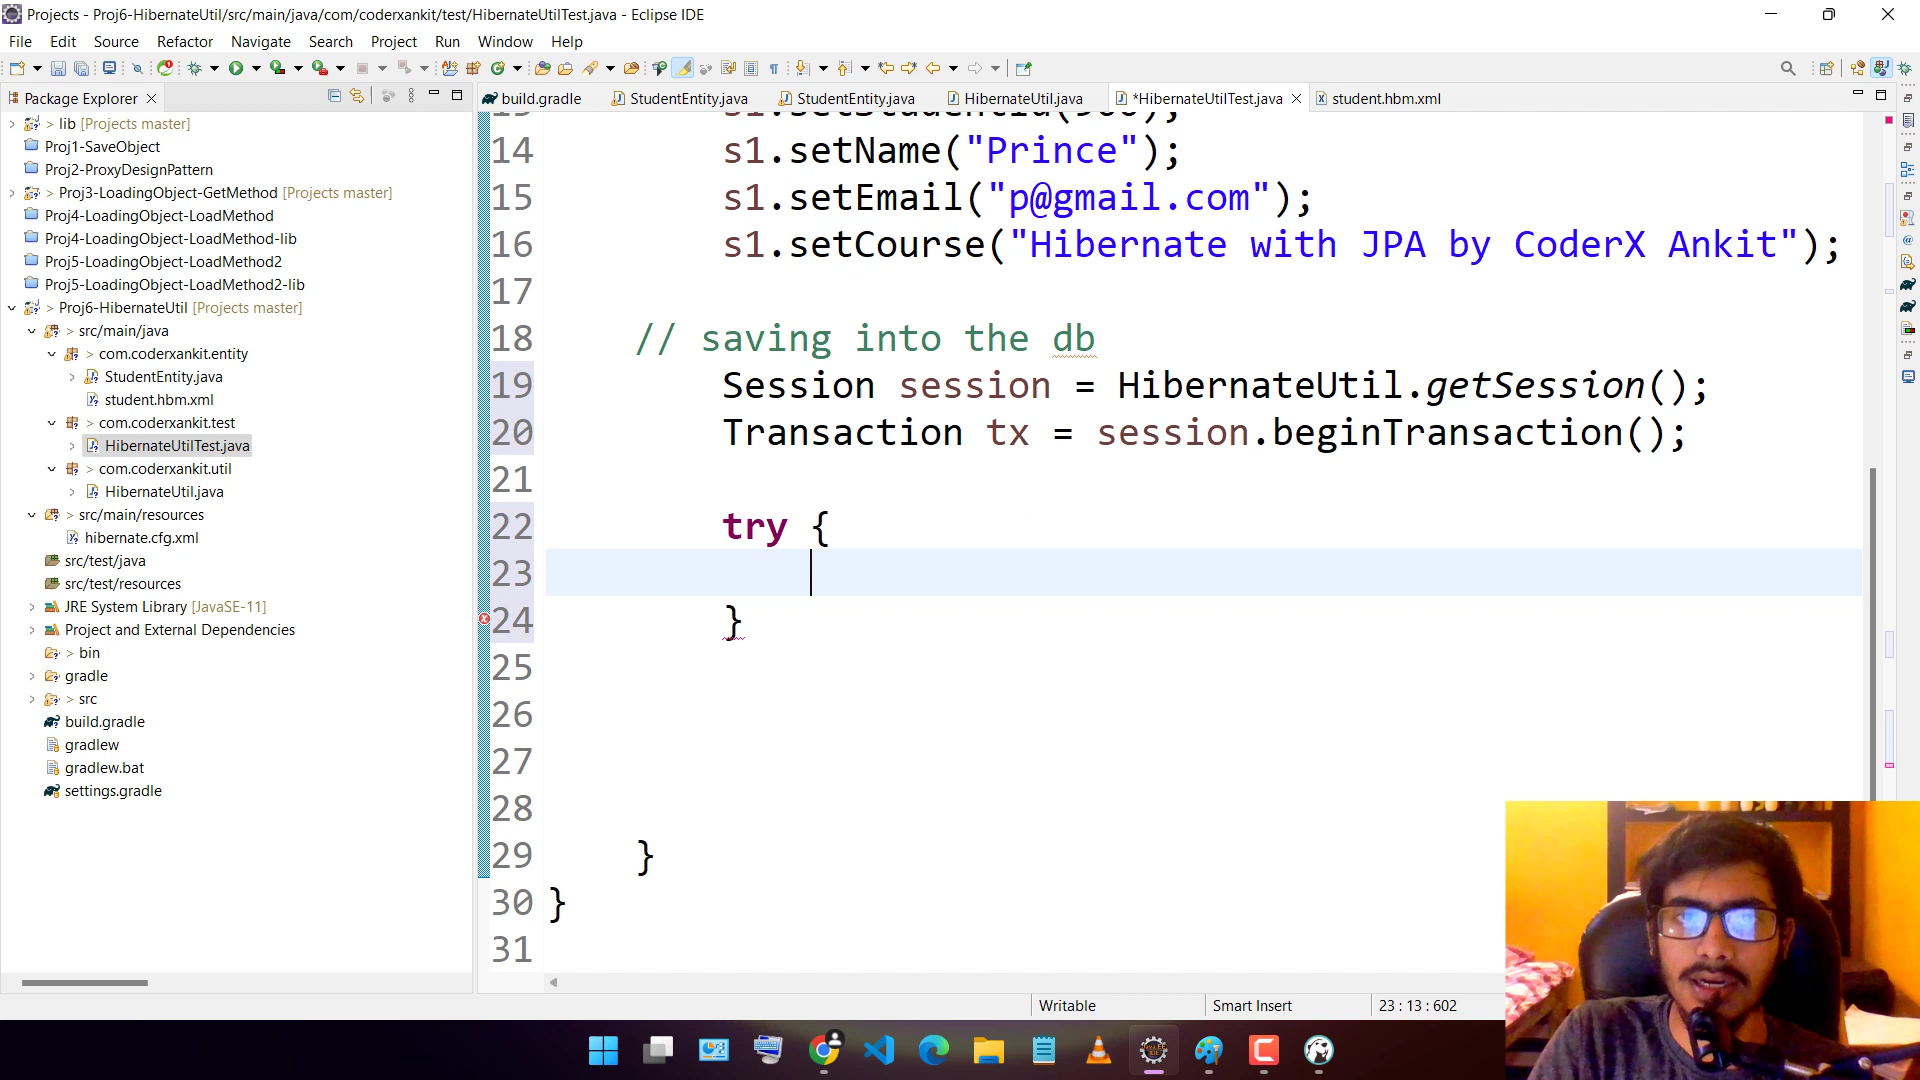 Projects - Proj6-HibernateUtil/src/main/java/com/coderxankit/test/HibernateUtilTest.java - Eclipse IDE
File Edit Source Refactor Navigate Search Project Run Window Help
Package Explorer
build.gradle StudentEntity.java StudentEntity.java HibernateUtil.java *HibernateUtilTest.java student.hbm.xml
> lib [Projects master]
Proj1-SaveObject
Proj2-ProxyDesignPattern
> Proj3-LoadingObject-GetMethod [Projects master]
Proj4-LoadingObject-LoadMethod
Proj4-LoadingObject-LoadMethod-lib
Proj5-LoadingObject-LoadMethod2
Proj5-LoadingObject-LoadMethod2-lib
> Proj6-HibernateUtil [Projects master]
> src/main/java
> com.coderxankit.entity
StudentEntity.java
student.hbm.xml
> com.coderxankit.test
HibernateUtilTest.java
> com.coderxankit.util
HibernateUtil.java
> src/main/resources
hibernate.cfg.xml
src/test/java
src/test/resources
JRE System Library [JavaSE-11]
Project and External Dependencies
> bin
gradle
> src
build.gradle
gradlew
gradlew.bat
settings.gradle
14 s1.setName("Prince");
15 s1.setEmail("p@gmail.com");
16 s1.setCourse("Hibernate with JPA by CoderX Ankit");
17
18 // saving into the db
19 Session session = HibernateUtil.getSession();
20 Transaction tx = session.beginTransaction();
21
22 try {
23
24 }
25
26
27
28
29 }
30 }
31
Writable Smart Insert 23 : 13 : 602